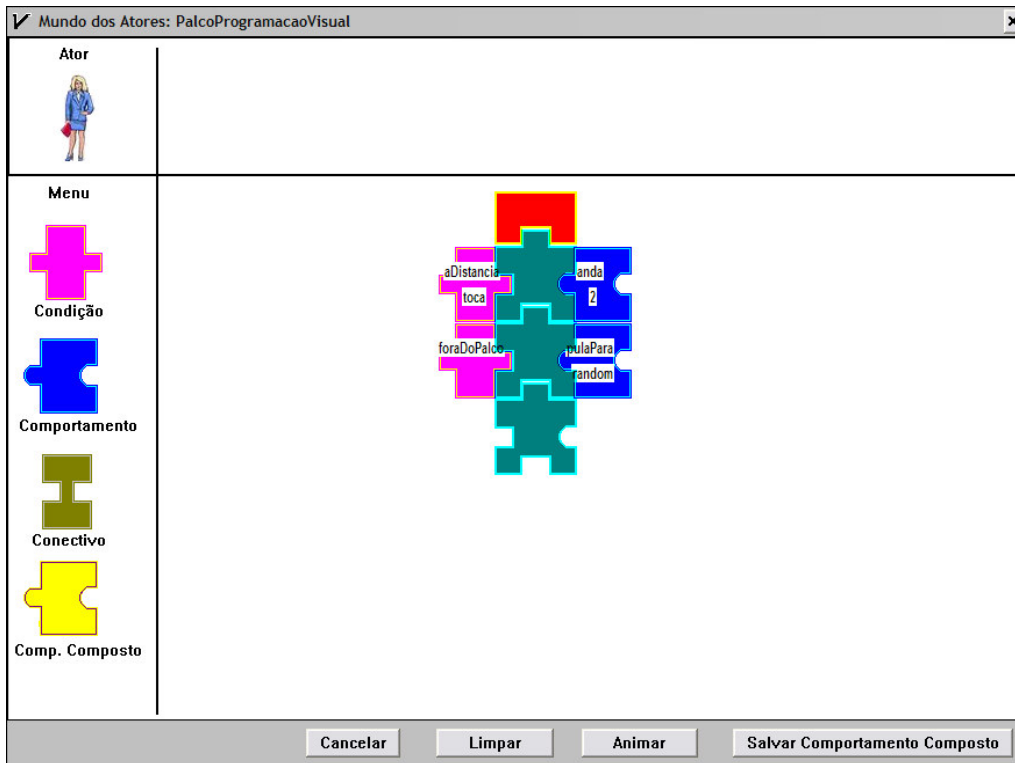 Mundo dos Atores: PalcoProgramacaoVisual
Ator
Menu
Condição
Comportamento
Conectivo
Comp. Composto
aDistancia
toca
anda
2
foraDoPalco
pulaPara
random
Cancelar
Limpar
Animar
Salvar Comportamento Composto